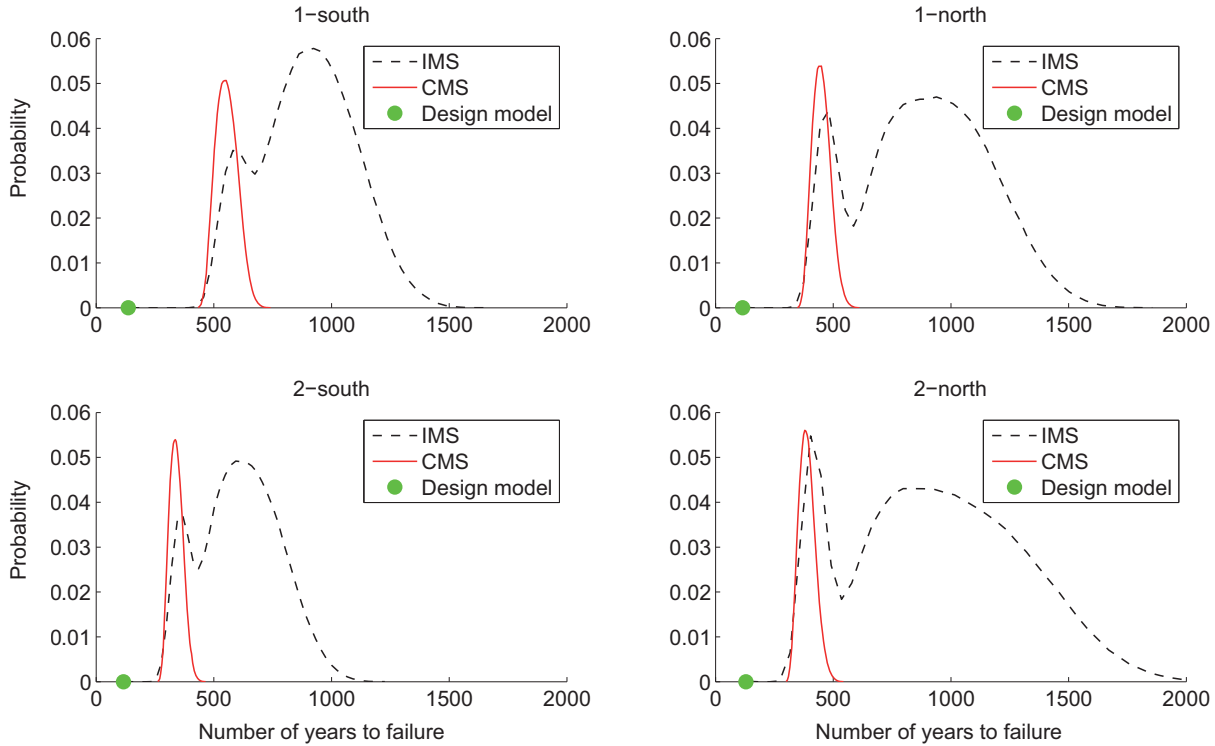 1−south
0.06
0.05
0.04
0.03
0.02
0.01
0
Probability
IMS
CMS
Design model
0 500 1000 1500 2000
1−north
0.06
0.05
0.04
0.03
0.02
0.01
0
IMS
CMS
Design model
0 500 1000 1500 2000
2−south
0.06
0.05
0.04
0.03
0.02
0.01
0
Probability
IMS
CMS
Design model
0 500 1000 1500 2000
Number of years to failure
2−north
0.06
0.05
0.04
0.03
0.02
0.01
0
IMS
CMS
Design model
0 500 1000 1500 2000
Number of years to failure